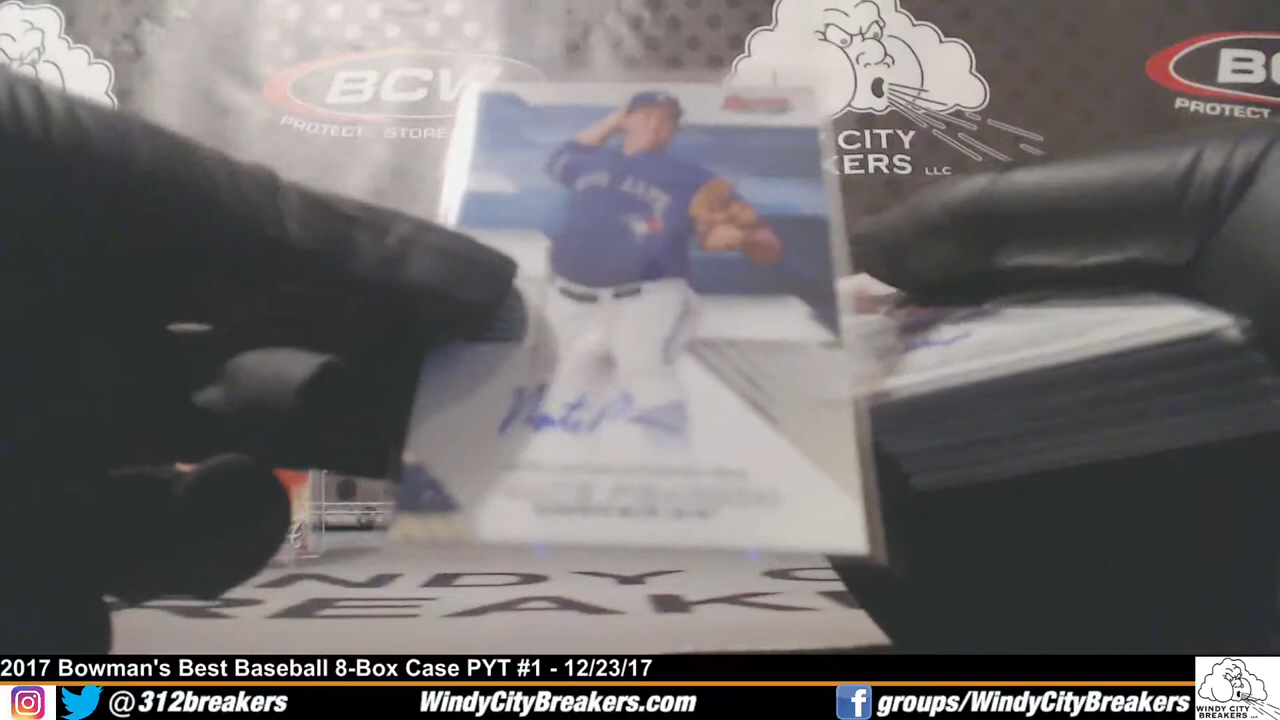 BCW
PROTECT. STORE.
CITY
KERS LLC
BC
PROTECT
BLUE JAYS
NDY C
REAK
2017 Bowman's Best Baseball 8-Box Case PYT #1 - 12/23/17
@312breakers
WindyCityBreakers.com
groups/WindyCityBreakers
WINDY CITY
BREAKERS LLC